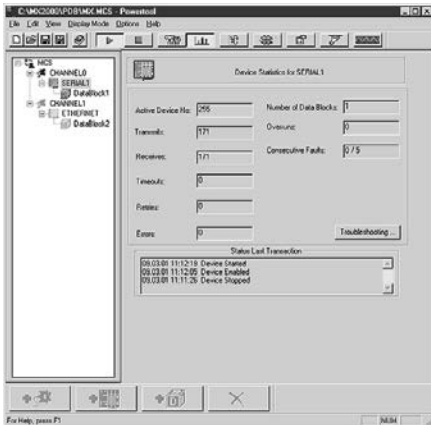 C:\MX2000\PDB\MX.MCS - Powertool
File Edit View Display Mode Options Help
MCS
CHANNEL0
SERIAL1
DataBlock1
CHANNEL1
ETHERNET
DataBlock2
Device Statistics for SERIAL1
Active Device No: 255
Number of Data Blocks: 1
Transmits: 171
Overruns: 0
Receives: 171
Consecutive Faults: 0 / 5
Timeouts: 0
Retries: 0
Errors: 0
Troubleshooting ...
Status Last Transaction
09.03.01 11:12:19 Device Started
09.03.01 11:12:05 Device Enabled
09.03.01 11:11:26 Device Stopped
For Help, press F1
NUM